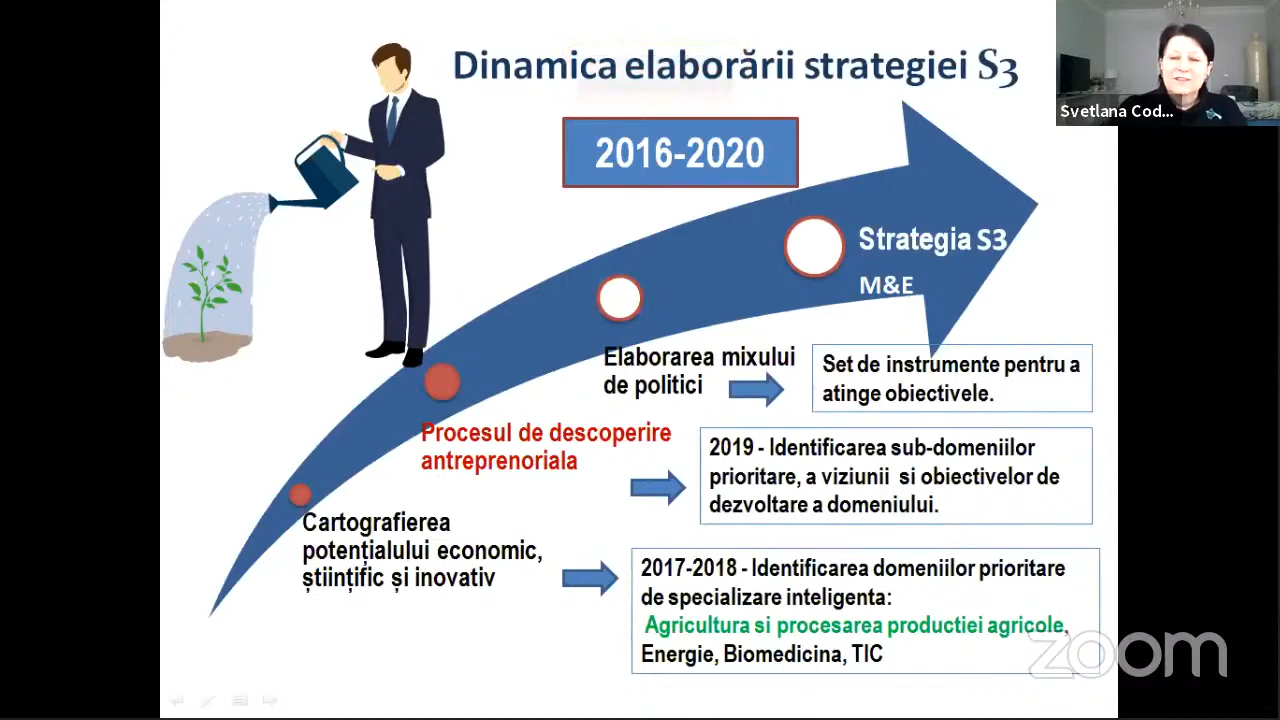 Dinamica elaborării strategiei S3
Svetlana Cod...
2016-2020
Strategia S3
M&E
Elaborarea mixului
de politici
Set de instrumente pentru a
atinge obiectivele.
Procesul de descoperire
antreprenoriala
2019 - Identificarea sub-domeniilor
prioritare, a viziunii si obiectivelor de
dezvoltare a domeniului.
Cartografierea
potențialului economic,
științific și inovativ
2017-2018 - Identificarea domeniilor prioritare
de specializare inteligenta:
Agricultura si procesarea productiei agricole,
Energie, Biomedicina, TIC
zoom